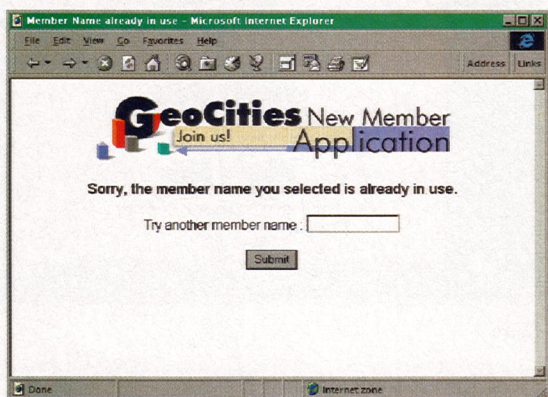 Member Name already in use - Microsoft Internet Explorer
File Edit View Go Favorites Help
Address Links
GeoCities New Member
Join us! Application
Sorry, the member name you selected is already in use.
Try another member name :
Submit
Done Internet zone